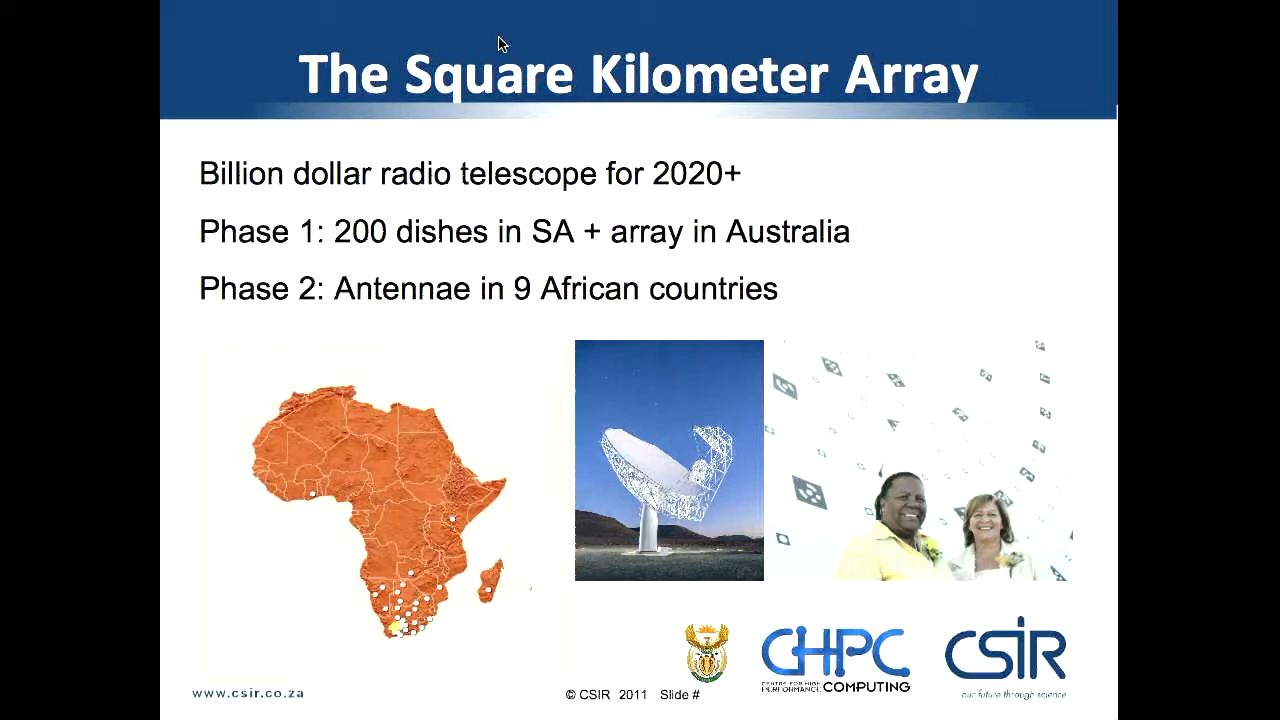 The Square Kilometer Array
Billion dollar radio telescope for 2020+
Phase 1: 200 dishes in SA + array in Australia
Phase 2: Antennae in 9 African countries
CHPC
CENTRE FOR HIGH
PERFORMANCE COMPUTING
CSIR
our future through science
www.csir.co.za
© CSIR 2011 Slide #